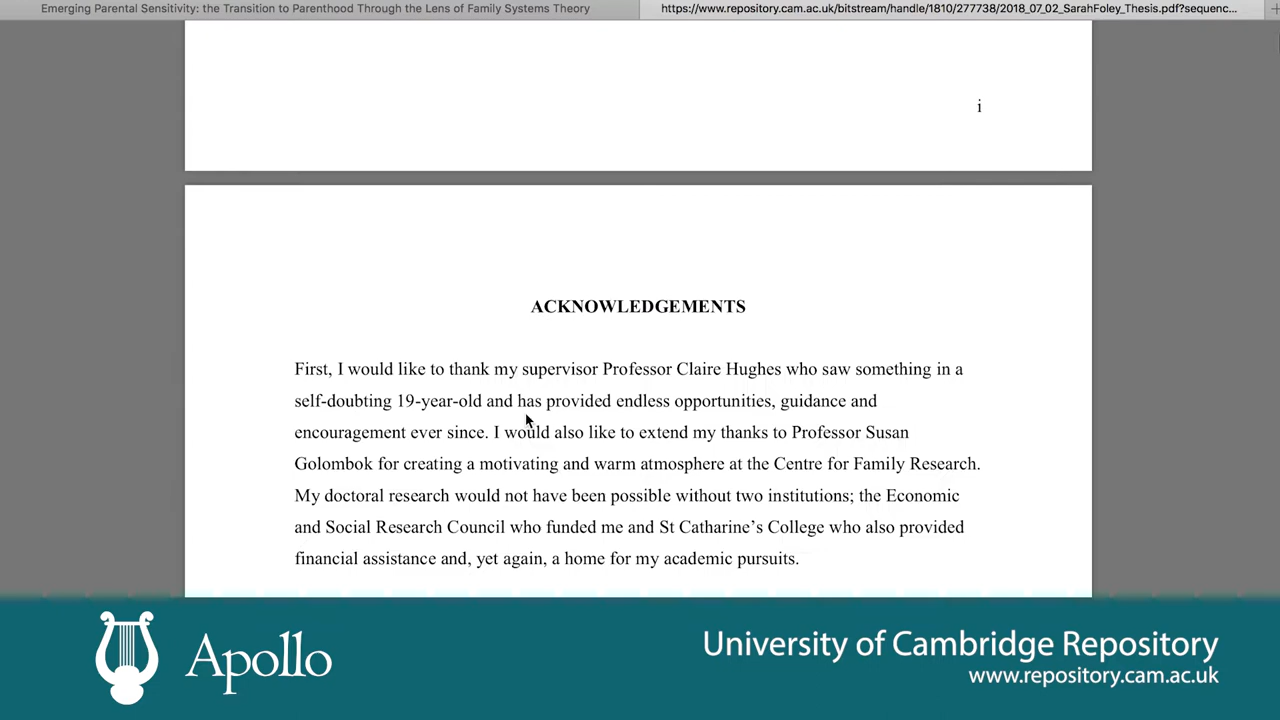 Emerging Parental Sensitivity: the Transition to Parenthood Through the Lens of Family Systems Theory
https://www.repository.cam.ac.uk/bitstream/handle/1810/277738/2018_07_02_SarahFoley_Thesis.pdf?sequenc...
i
ACKNOWLEDGEMENTS
First, I would like to thank my supervisor Professor Claire Hughes who saw something in a
self-doubting 19-year-old and has provided endless opportunities, guidance and
encouragement ever since. I would also like to extend my thanks to Professor Susan
Golombok for creating a motivating and warm atmosphere at the Centre for Family Research.
My doctoral research would not have been possible without two institutions; the Economic
and Social Research Council who funded me and St Catharine’s College who also provided
financial assistance and, yet again, a home for my academic pursuits.
Apollo
University of Cambridge Repository
www.repository.cam.ac.uk